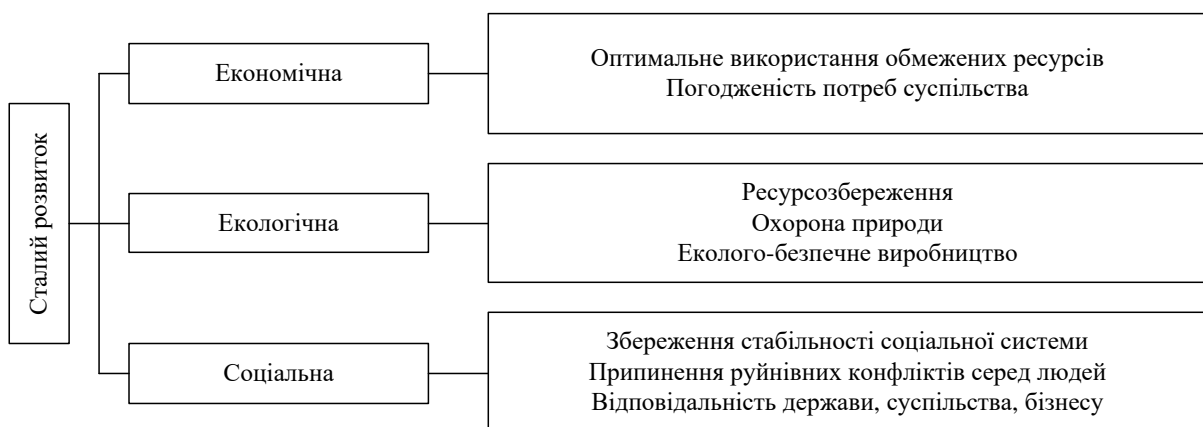 Сталий розвиток
Економічна
Оптимальне використання обмежених ресурсів
Погодженість потреб суспільства
Екологічна
Ресурсозбереження
Охорона природи
Еколого-безпечне виробництво
Соціальна
Збереження стабільності соціальної системи
Припинення руйнівних конфліктів серед людей
Відповідальність держави, суспільства, бізнесу